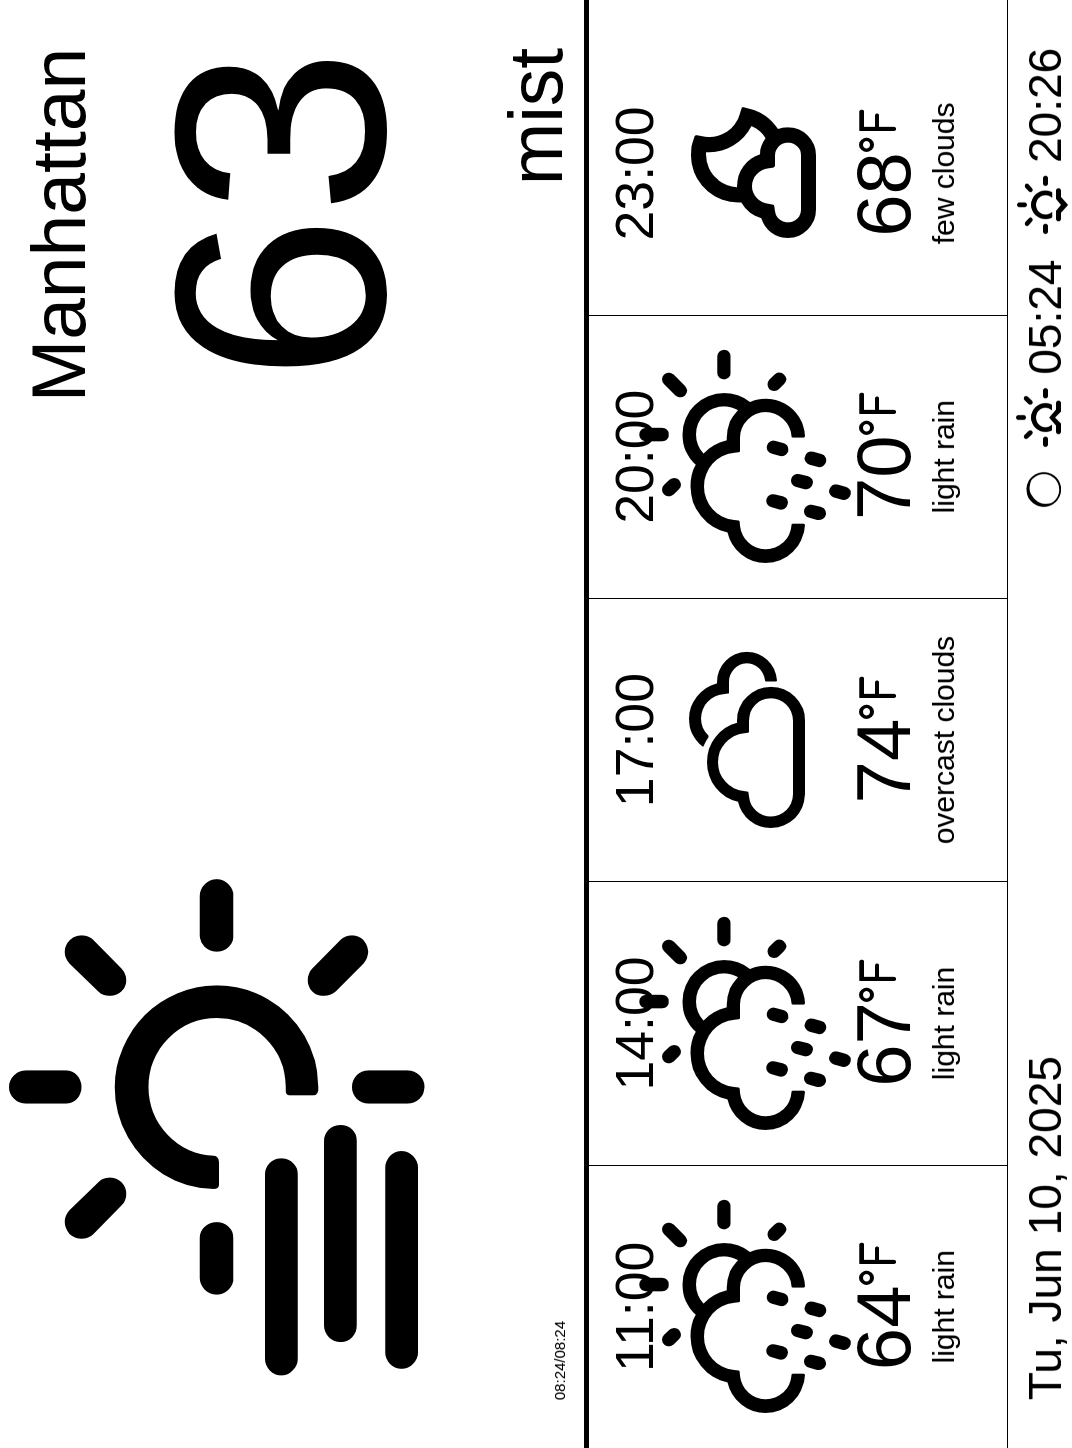 Manhattan
63
mist
08:24/08:24
11:00
64°F
light rain
14:00
67°F
light rain
17:00
74°F
overcast clouds
20:00
70°F
light rain
23:00
68°F
few clouds
Tu, Jun 10, 2025
05:24
20:26